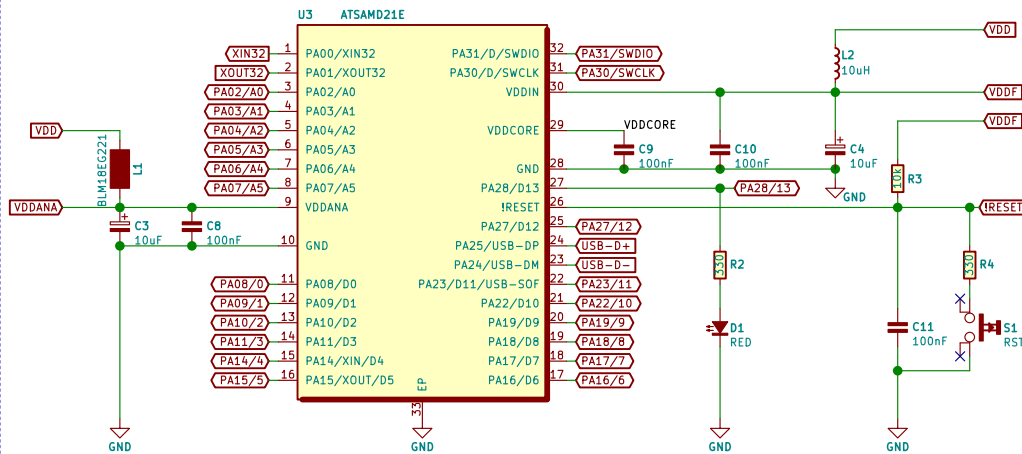 U3 ATSAMD21E
XIN32 1 PA00/XIN32 PA31/D/SWDIO 32 PA31/SWDIO VDD
XOUT32 2 PA01/XOUT32 PA30/D/SWCLK 31 PA30/SWCLK L2 10uH
PA02/A0 3 PA02/A0 VDDIN 30 VDDF
PA03/A1 4 PA03/A1
VDD PA04/A2 5 PA04/A2 VDDCORE 29 VDDCORE + VDDF
PA05/A3 6 PA05/A3 C9 100nF C10 100nF C4 10uF
BLM18EG221 L1 PA06/A4 7 PA06/A4 GND 28
PA07/A5 8 PA07/A5 PA28/D13 27 PA28/13 GND 10k R3
VDDANA 9 VDDANA !RESET 26 !RESET
+ C3 10uF C8 100nF PA27/D12 25 PA27/12
10 GND PA25/USB-DP 24 USB-D+
PA24/USB-DM 23 USB-D- 330 R2 330 R4
PA08/0 11 PA08/D0 PA23/D11/USB-SOF 22 PA23/11
PA09/1 12 PA09/D1 PA22/D10 21 PA22/10
PA10/2 13 PA10/D2 PA19/D9 20 PA19/9 D1 RED C11 100nF S1 RST
PA11/3 14 PA11/D3 PA18/D8 19 PA18/8
PA14/4 15 PA14/XIN/D4 PA17/D7 18 PA17/7
PA15/5 16 PA15/XOUT/D5 EP PA16/D6 17 PA16/6
33
GND GND GND GND